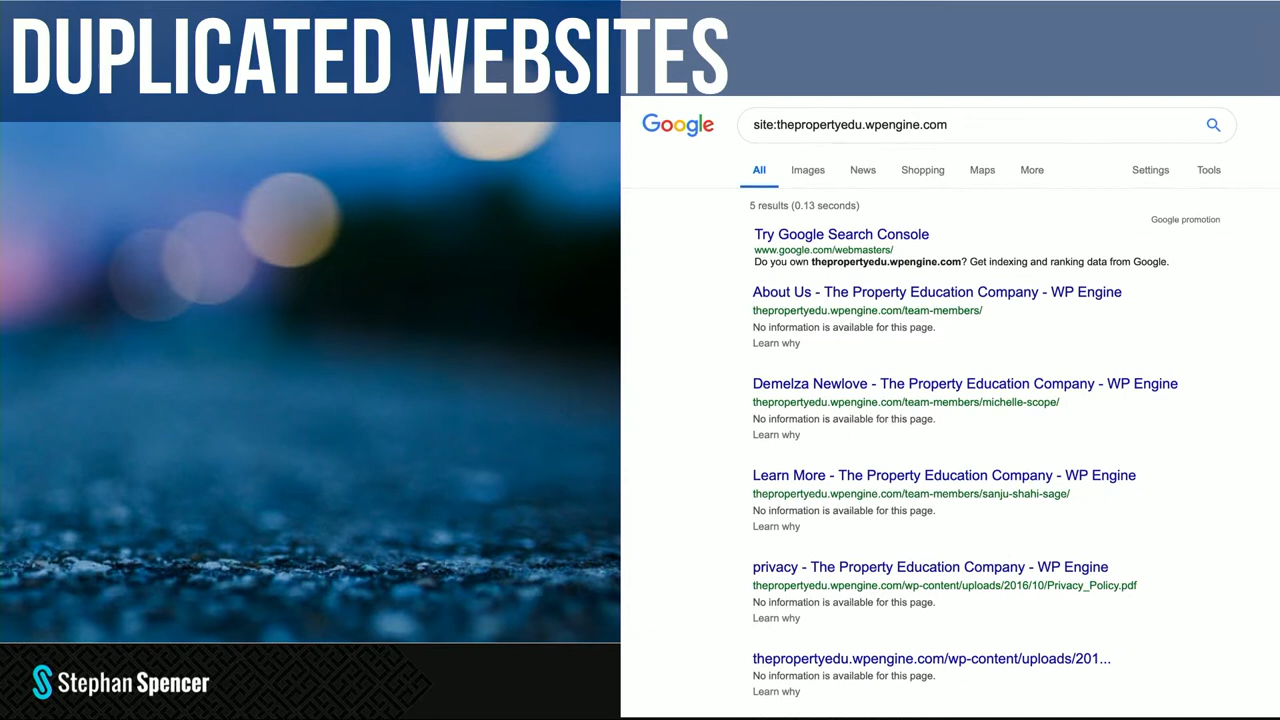 DUPLICATED WEBSITES
Google
site:thepropertyedu.wpengine.com
All Images News Shopping Maps More Settings Tools
5 results (0.13 seconds)
Google promotion
Try Google Search Console
www.google.com/webmasters/
Do you own thepropertyedu.wpengine.com? Get indexing and ranking data from Google.
About Us - The Property Education Company - WP Engine
thepropertyedu.wpengine.com/team-members/
No information is available for this page.
Learn why
Demelza Newlove - The Property Education Company - WP Engine
thepropertyedu.wpengine.com/team-members/michelle-scope/
No information is available for this page.
Learn why
Learn More - The Property Education Company - WP Engine
thepropertyedu.wpengine.com/team-members/sanju-shahi-sage/
No information is available for this page.
Learn why
privacy - The Property Education Company - WP Engine
thepropertyedu.wpengine.com/wp-content/uploads/2016/10/Privacy_Policy.pdf
No information is available for this page.
Learn why
thepropertyedu.wpengine.com/wp-content/uploads/201...
No information is available for this page.
Learn why
Stephan Spencer